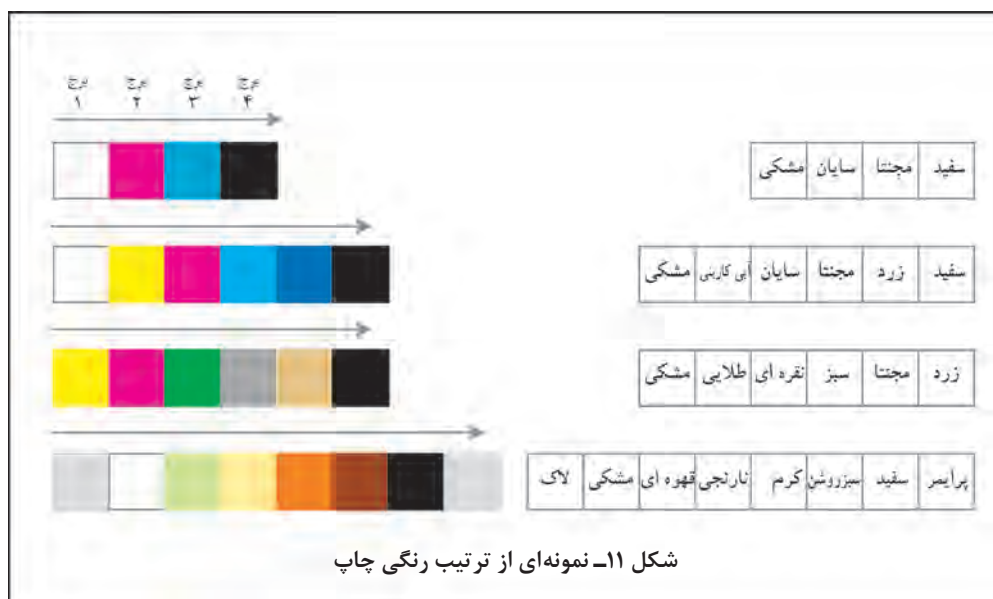 برج برج برج برج
۱ ۲ ۳ ۴
سفید مجنتا سایان مشکی
سفید زرد مجنتا سایان آبی کاربنی مشکی
زرد مجنتا سبز نقره ای طلایی مشکی
پرایمر سفید سبزروشن کرم نارنجی قهوه ای مشکی لاک
شکل ۱۱ــ نمونه‌ای از ترتیب رنگی چاپ